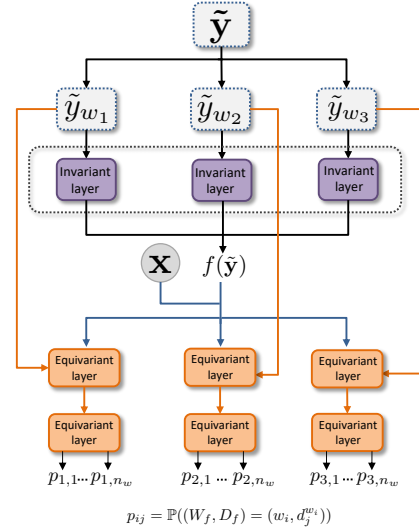 ỹ
ỹ_{w_1} ỹ_{w_2} ỹ_{w_3}
Invariant layer Invariant layer Invariant layer
x f(ỹ)
Equivariant layer Equivariant layer Equivariant layer
Equivariant layer Equivariant layer Equivariant layer
p_{1,1} ... p_{1,n_w} p_{2,1} ... p_{2,n_w} p_{3,1} ... p_{3,n_w}
p_{ij} = ℙ((W_f, D_f) = (w_i, d_j^{w_i}))